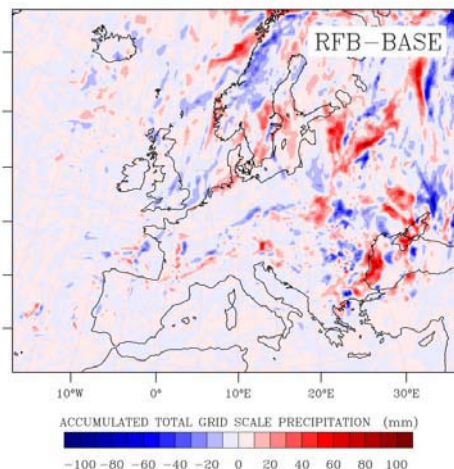 RFB-BASE
10°W 0° 10°E 20°E 30°E
ACCUMULATED TOTAL GRID SCALE PRECIPITATION (mm)
-100 -80 -60 -40 -20 0 20 40 60 80 100